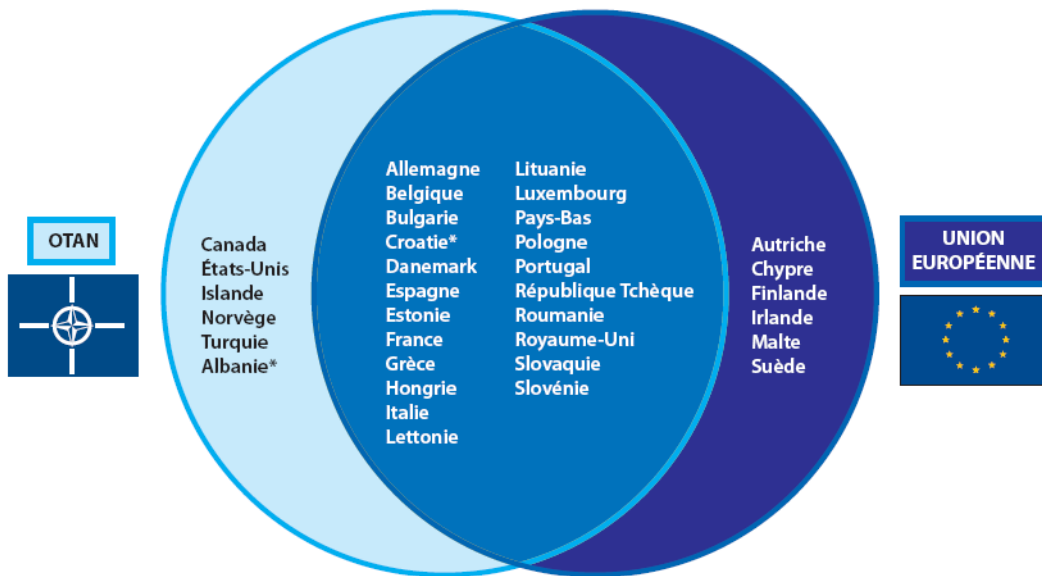 OTAN
Canada
États-Unis
Islande
Norvège
Turquie
Albanie*
Allemagne
Belgique
Bulgarie
Croatie*
Danemark
Espagne
Estonie
France
Grèce
Hongrie
Italie
Lettonie
Lituanie
Luxembourg
Pays-Bas
Pologne
Portugal
République Tchèque
Roumanie
Royaume-Uni
Slovaquie
Slovénie
Autriche
Chypre
Finlande
Irlande
Malte
Suède
UNION
EUROPÉENNE